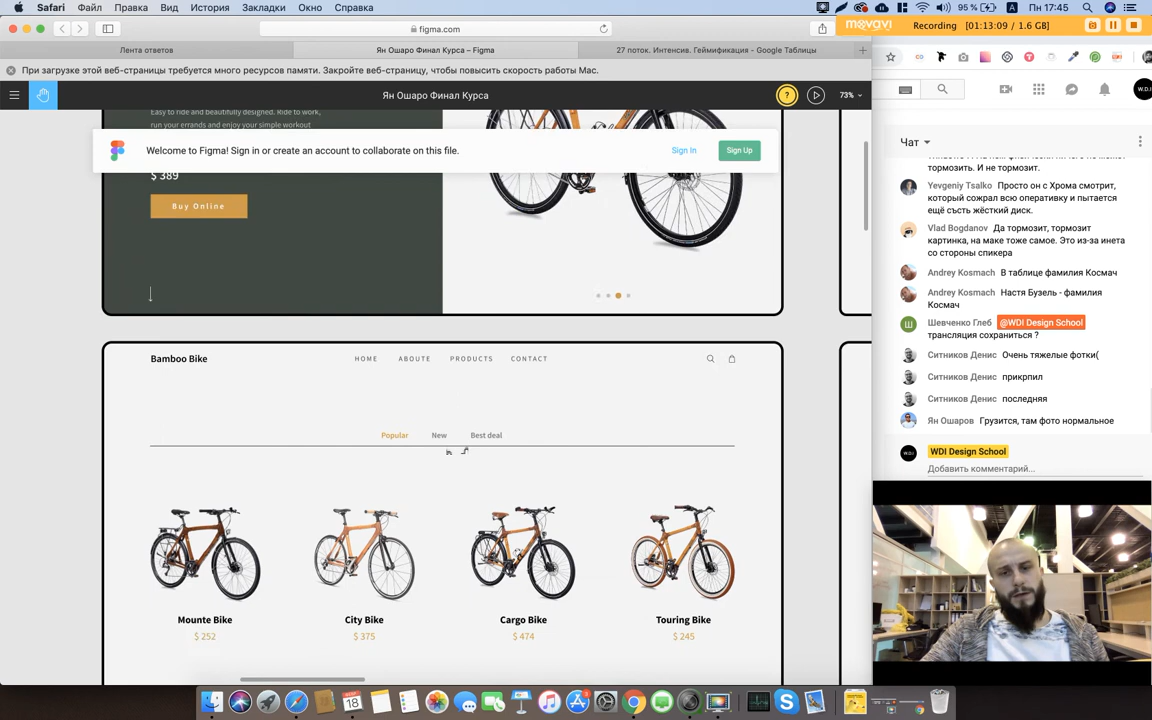 Safari Файл Правка Вид История Закладки Окно Справка
95 % Пн 17:45
movavi Recording [01:13:09 / 1.6 GB]
figma.com
Лента ответов
Ян Ошаро Финал Курса – Figma
27 поток. Интенсив. Геймификация - Google Таблицы
При загрузке этой веб-страницы требуется много ресурсов памяти. Закройте веб-страницу, чтобы повысить скорость работы Mac.
Ян Ошаро Финал Курса
?
73%
Easy to ride and beautifully designed. Ride to work,
run your errands and enjoy your simple workout
Welcome to Figma! Sign in or create an account to collaborate on this file.
Sign In
Sign Up
$ 389
Buy Online
Bamboo Bike
HOME ABOUTE PRODUCTS CONTACT
Popular New Best deal
Mounte Bike
$ 252
City Bike
$ 375
Cargo Bike
$ 474
Touring Bike
$ 245
W.D.I
Чат
тормозить. И не тормозит.
Yevgeniy Tsalko Просто он с Хрома смотрит,
который сожрал всю оперативку и пытается
ещё състь жёсткий диск.
Vlad Bogdanov Да тормозит, тормозит
картинка, на маке тоже самое. Это из-за инета
со стороны спикера
Andrey Kosmach В таблице фамилия Космач
Andrey Kosmach Настя Бузель - фамилия
Космач
Ш Шевченко Глеб @WDI Design School
трансляция сохраниться ?
Ситников Денис Очень тяжелые фотки(
Ситников Денис прикрпил
Ситников Денис последняя
Ян Ошаров Грузится, там фото нормальное
WDI Design School
Добавить комментарий...
18